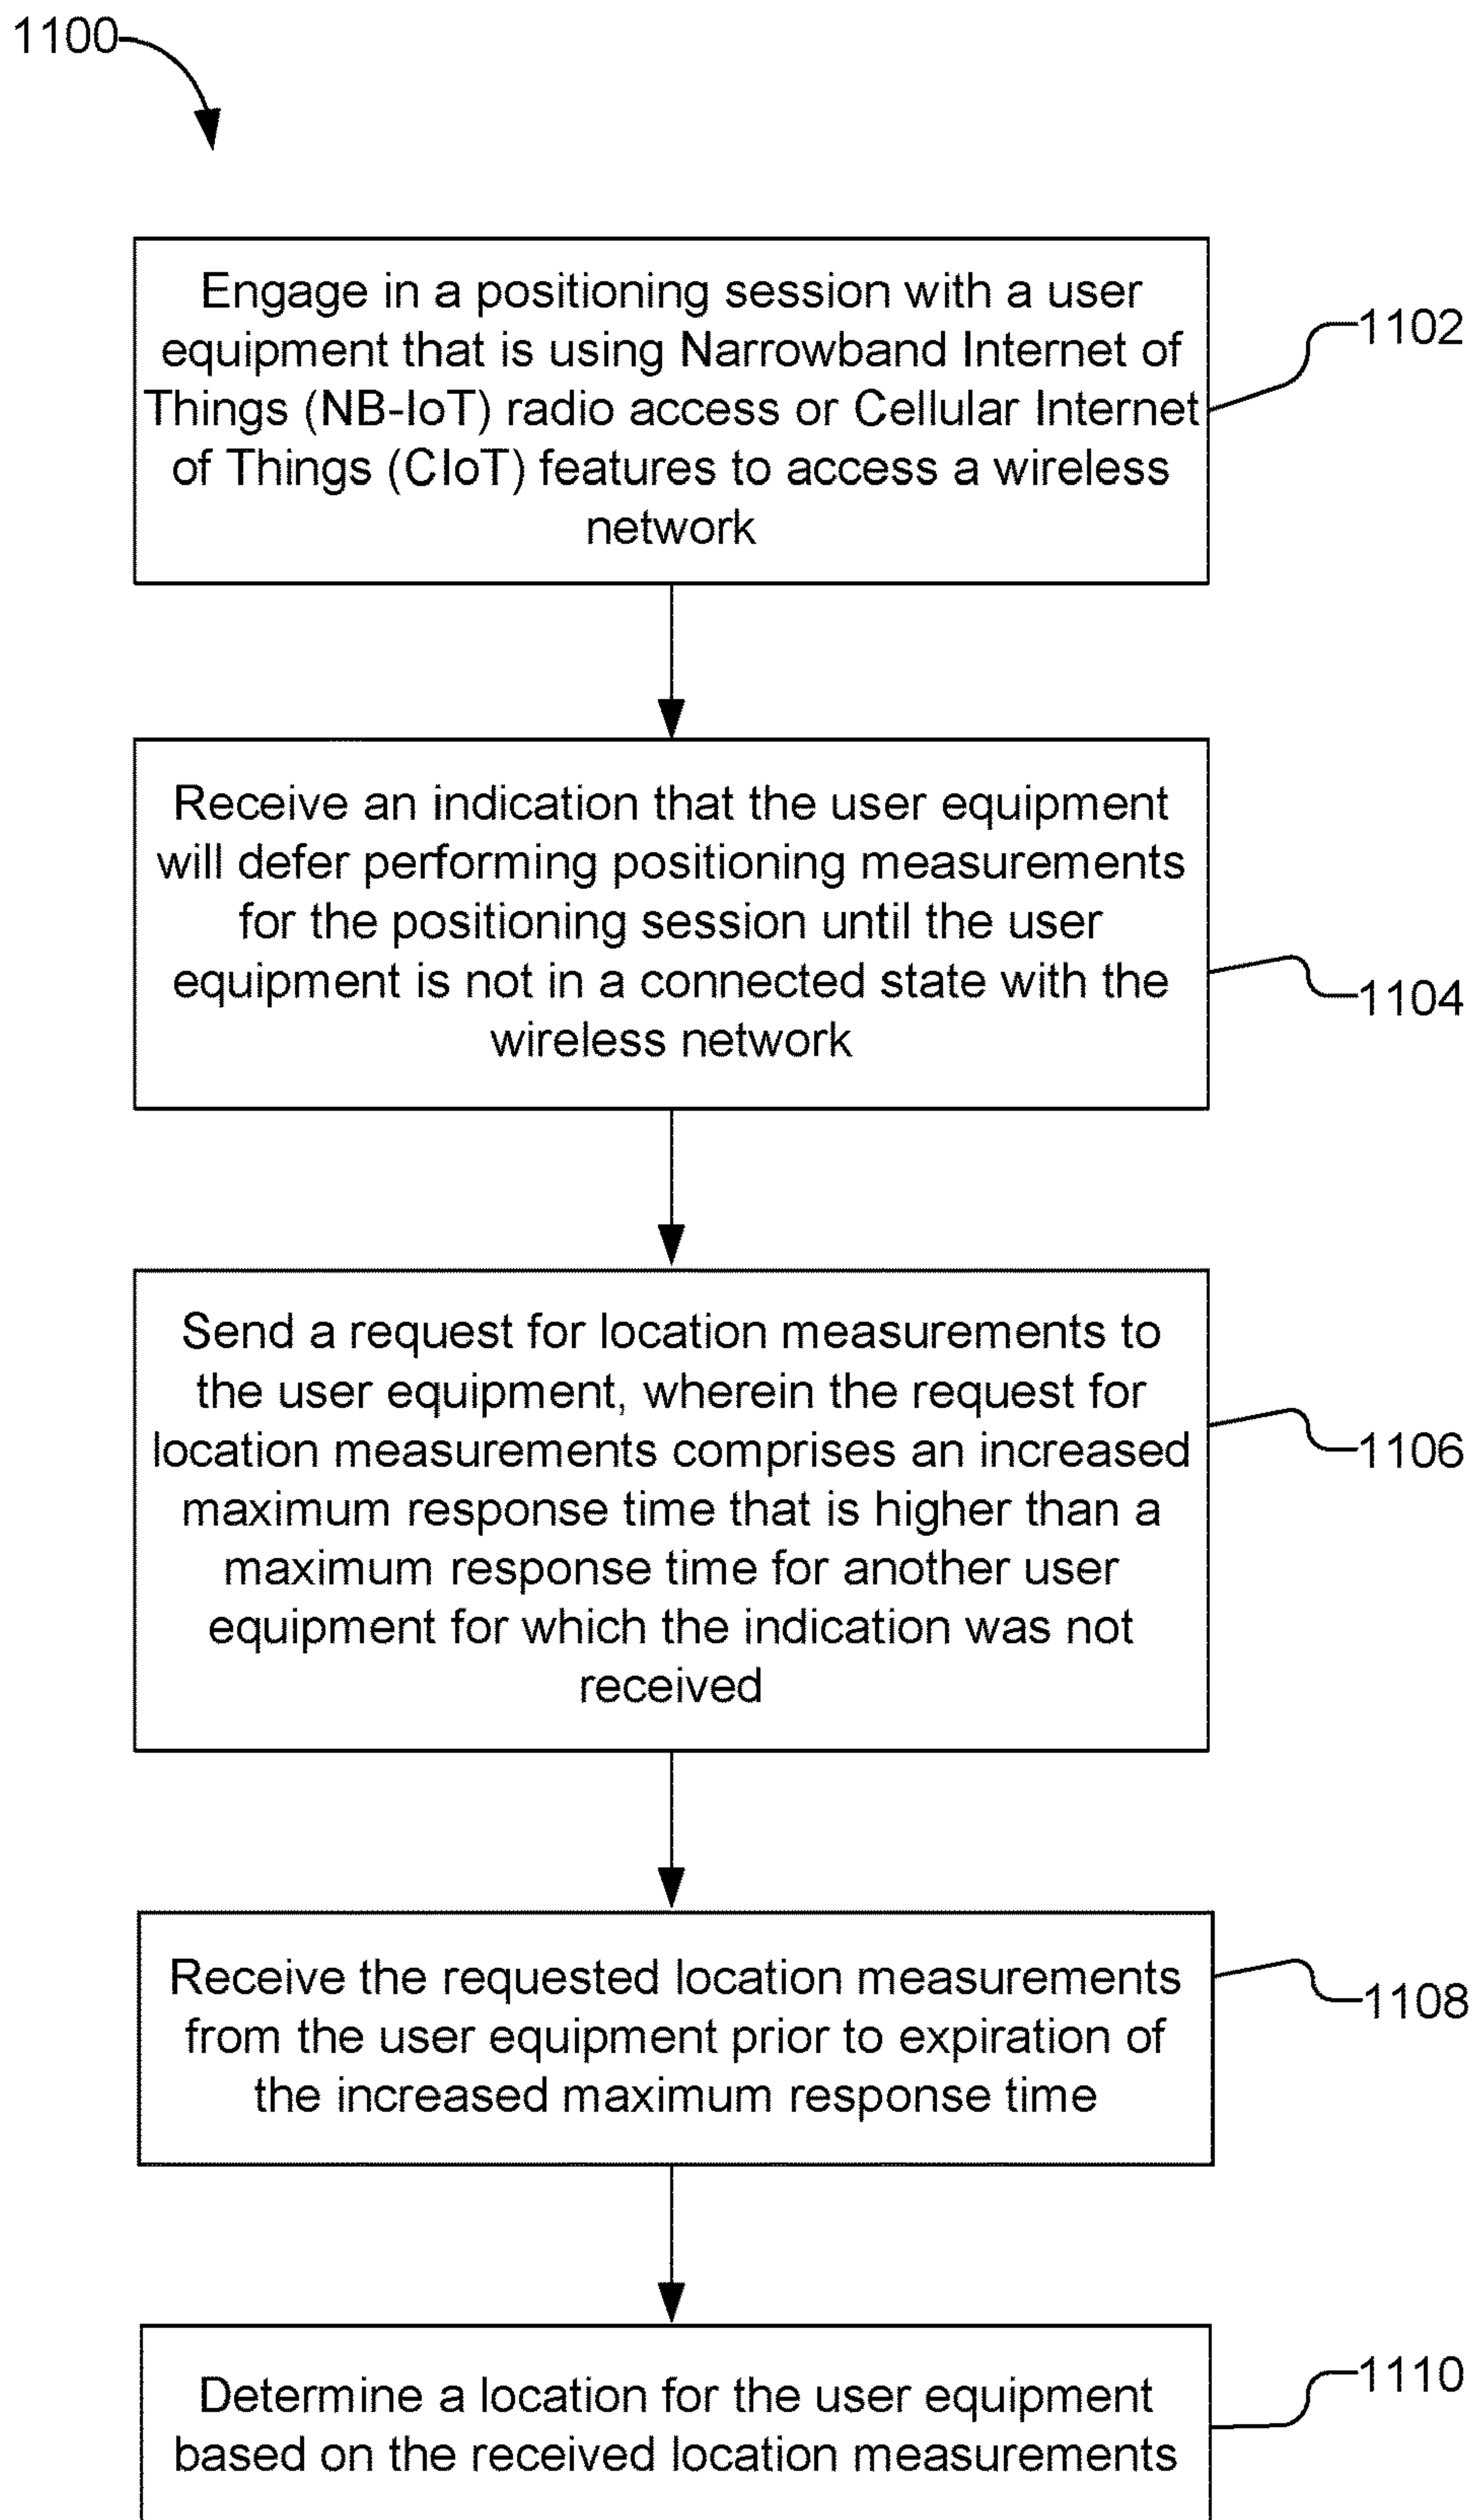 1100
Engage in a positioning session with a user
equipment that is using Narrowband Internet of
Things (NB-IoT) radio access or Cellular Internet
of Things (CIoT) features to access a wireless
network
1102
Receive an indication that the user equipment
will defer performing positioning measurements
for the positioning session until the user
equipment is not in a connected state with the
wireless network
1104
Send a request for location measurements to
the user equipment, wherein the request for
location measurements comprises an increased
maximum response time that is higher than a
maximum response time for another user
equipment for which the indication was not
received
1106
Receive the requested location measurements
from the user equipment prior to expiration of
the increased maximum response time
1108
Determine a location for the user equipment
based on the received location measurements
1110